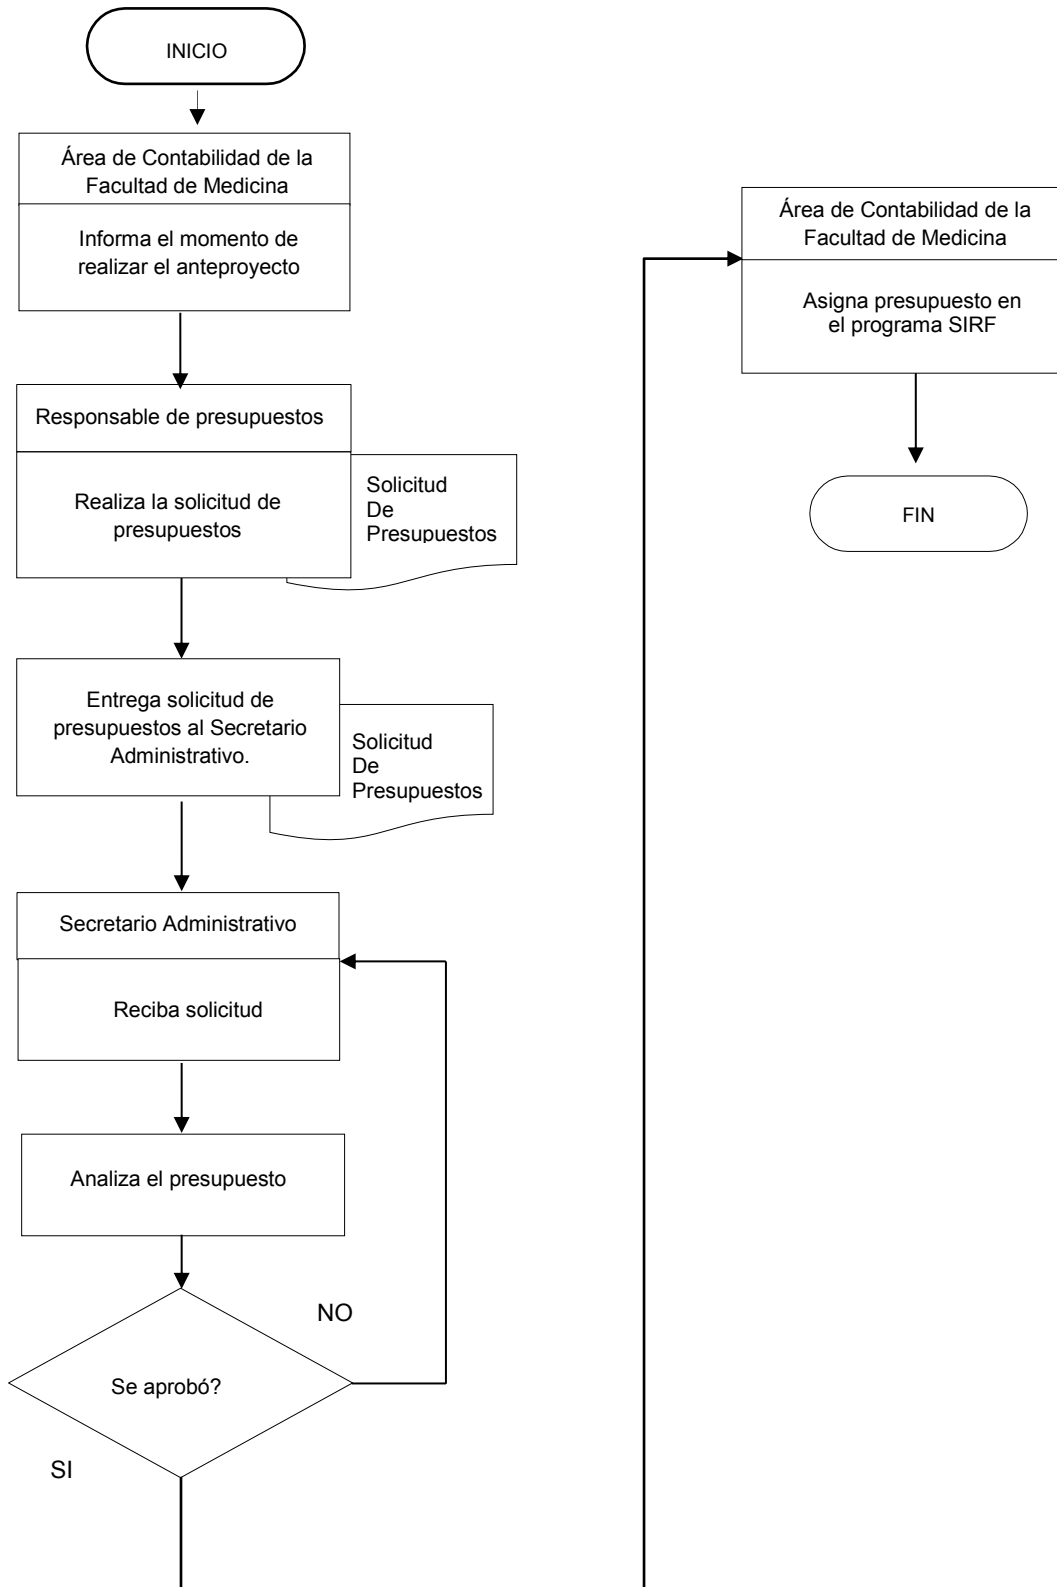 INICIO
Área de Contabilidad de la
Facultad de Medicina
Informa el momento de
realizar el anteproyecto
Responsable de presupuestos
Realiza la solicitud de
presupuestos
Solicitud
De
Presupuestos
Entrega solicitud de
presupuestos al Secretario
Administrativo.
Solicitud
De
Presupuestos
Secretario Administrativo
Reciba solicitud
Analiza el presupuesto
Se aprobó?
NO
SI
Área de Contabilidad de la
Facultad de Medicina
Asigna presupuesto en
el programa SIRF
FIN